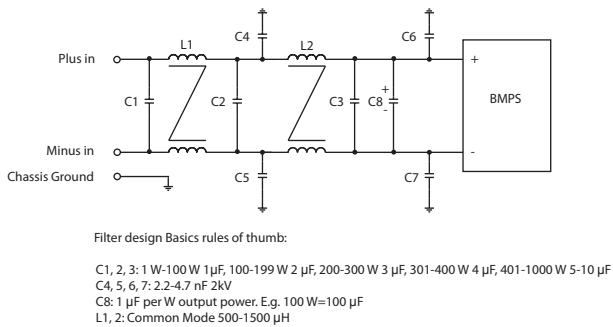 C4
C6
L1
L2
Plus in
+
C1
C2
C3
C8
+
-
BMPS
Minus in
-
Chassis Ground
C5
C7
Filter design Basics rules of thumb:
C1, 2, 3: 1 W-100 W 1µF, 100-199 W 2 µF, 200-300 W 3 µF, 301-400 W 4 µF, 401-1000 W 5-10 µF
C4, 5, 6, 7: 2.2-4.7 nF 2kV
C8: 1 µF per W output power. E.g. 100 W=100 µF
L1, 2: Common Mode 500-1500 µH